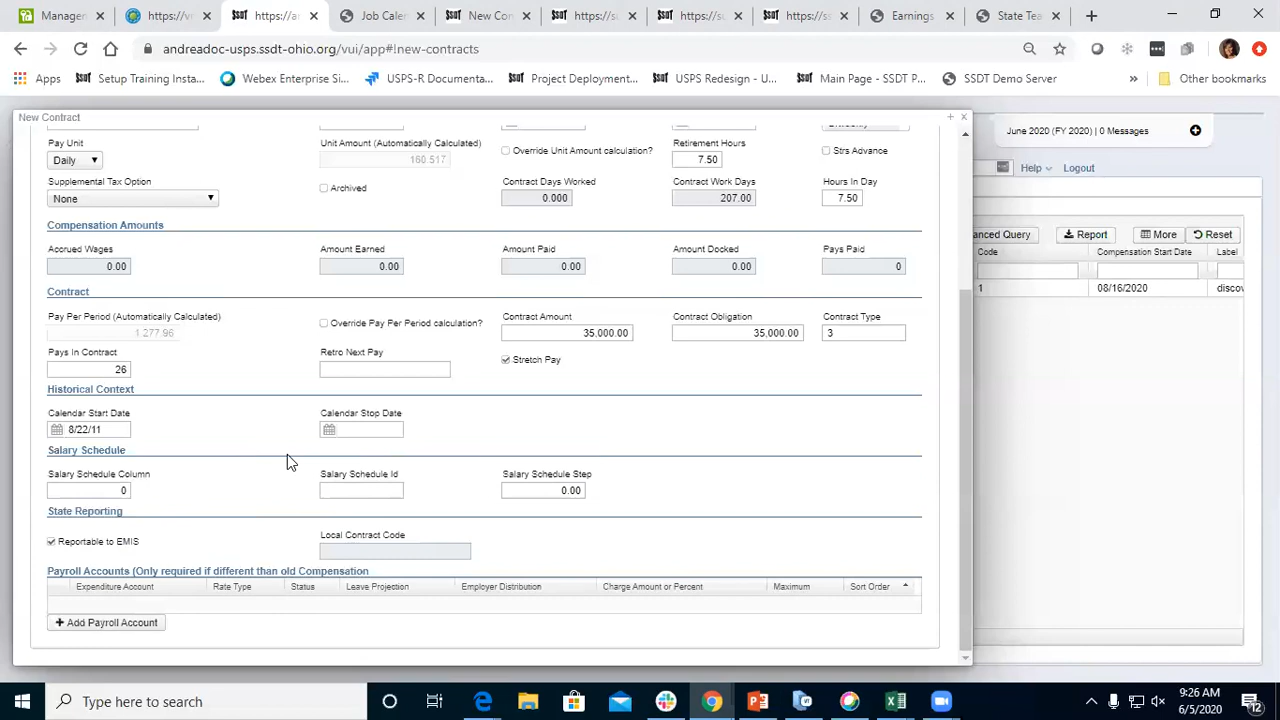 Managem
https://vu
https://ar
Job Calen
New Con
https://sc
https://s
https://s
Earnings
State Tea
andreadoc-usps.ssdt-ohio.org/vui/app#!new-contracts
Apps
Setup Training Insta...
Webex Enterprise Si...
USPS-R Documenta...
Project Deployment...
USPS Redesign - U...
Main Page - SSDT P...
SSDT Demo Server
»
Other bookmarks
New Contract
June 2020 (FY 2020) | 0 Messages
Help
Logout
Pay Unit
Unit Amount (Automatically Calculated)
Retirement Hours
Daily
160.517
Override Unit Amount calculation?
7.50
Strs Advance
Supplemental Tax Option
Archived
Contract Days Worked
Contract Work Days
Hours In Day
None
0.000
207.00
7.50
Compensation Amounts
Accrued Wages
Amount Earned
Amount Paid
Amount Docked
Pays Paid
0.00
0.00
0.00
0.00
0
Contract
Pay Per Period (Automatically Calculated)
Override Pay Per Period calculation?
Contract Amount
Contract Obligation
Contract Type
1,277.96
35,000.00
35,000.00
3
Pays In Contract
Retro Next Pay
Stretch Pay
26
Historical Context
Calendar Start Date
Calendar Stop Date
8/22/11
Salary Schedule
Salary Schedule Column
Salary Schedule Id
Salary Schedule Step
0
0.00
State Reporting
Reportable to EMIS
Local Contract Code
Payroll Accounts (Only required if different than old Compensation
Expenditure Account
Rate Type
Status
Leave Projection
Employer Distribution
Charge Amount or Percent
Maximum
Sort Order
+ Add Payroll Account
anced Query
Report
More
Reset
Code
Compensation Start Date
Label
1
08/16/2020
discov
Type here to search
9:26 AM
6/5/2020
12